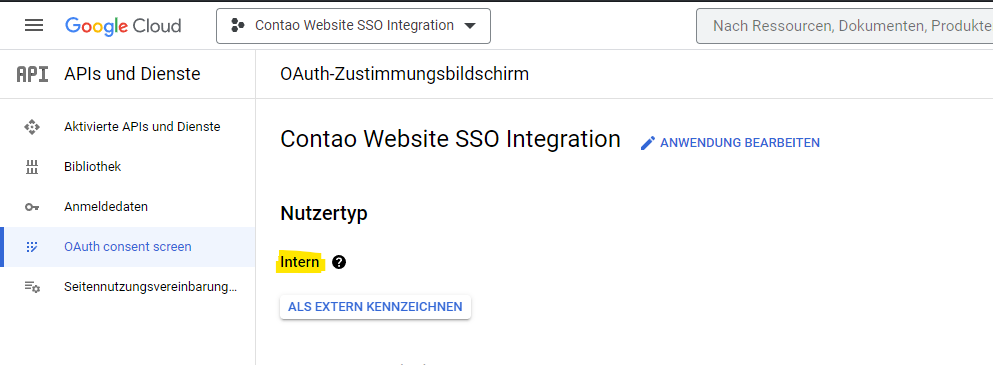 Google Cloud
Contao Website SSO Integration
Nach Ressourcen, Dokumenten, Produkte
API APIs und Dienste
OAuth-Zustimmungsbildschirm
Aktivierte APIs und Dienste
Bibliothek
Anmeldedaten
OAuth consent screen
Seitennutzungsvereinbarung...
Contao Website SSO Integration
ANWENDUNG BEARBEITEN
Nutzertyp
Intern ?
ALS EXTERN KENNZEICHNEN